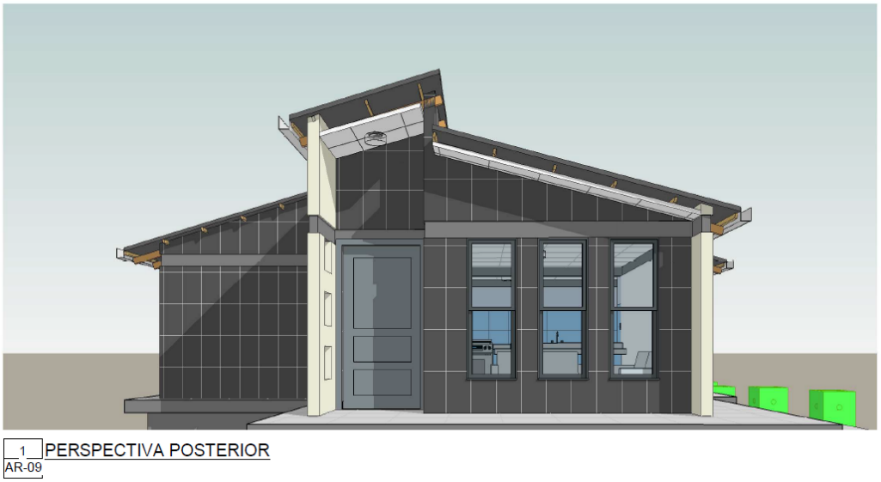 1
PERSPECTIVA POSTERIOR
AR-09